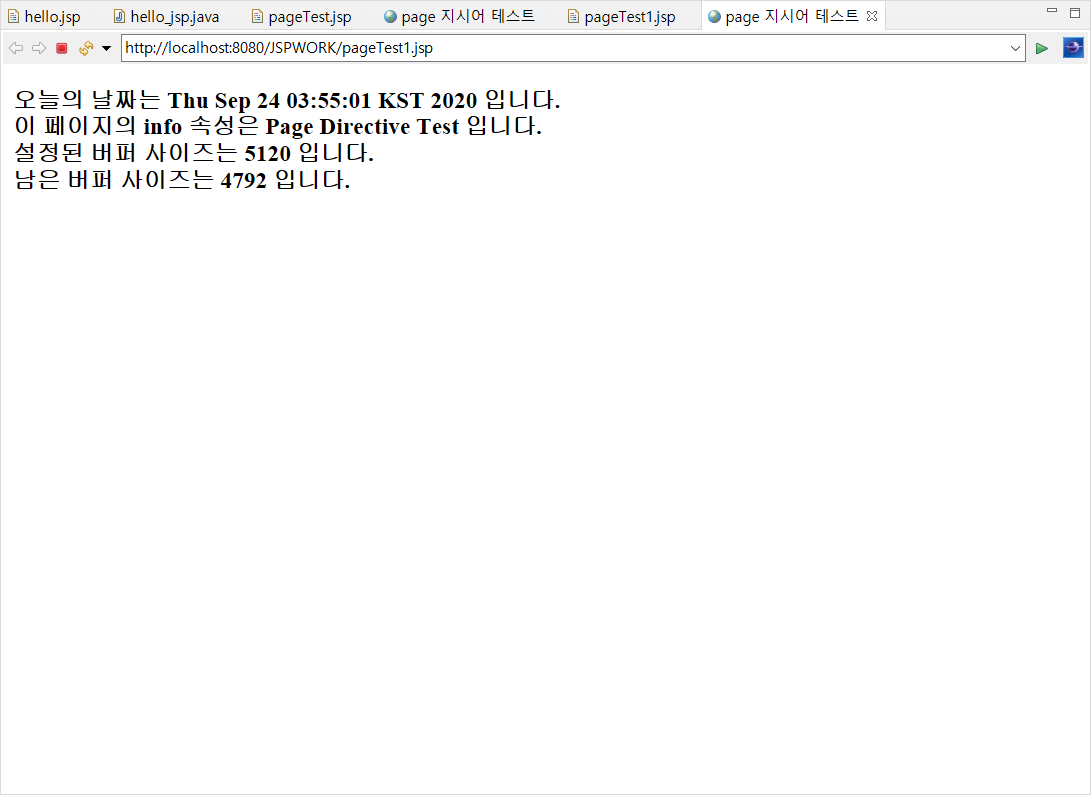 hello.jsp hello_jsp.java pageTest.jsp page 지시어 테스트 pageTest1.jsp page 지시어 테스트
http://localhost:8080/JSPWORK/pageTest1.jsp
오늘의 날짜는 Thu Sep 24 03:55:01 KST 2020 입니다.
이 페이지의 info 속성은 Page Directive Test 입니다.
설정된 버퍼 사이즈는 5120 입니다.
남은 버퍼 사이즈는 4792 입니다.